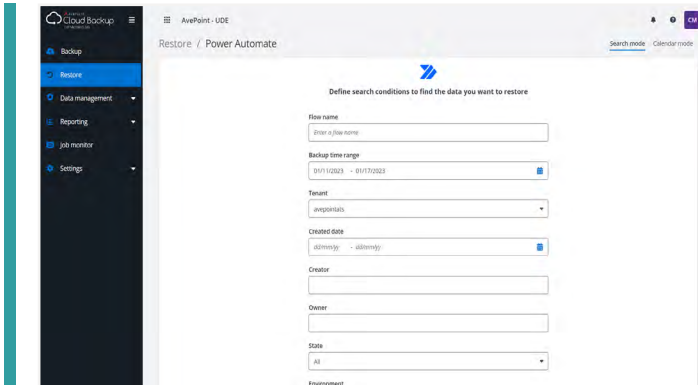 AvePoint
Cloud Backup
AvePoint - UDE
CM
Restore / Power Automate
Search mode
Calendar mode
Backup
Restore
Data management
Reporting
Job monitor
Settings
Define search conditions to find the data you want to restore
Flow name
Enter a flow name
Backup time range
01/11/2023 - 01/17/2023
Tenant
avepointals
Created date
dd/mm/yy - dd/mm/yy
Creator
Owner
State
All
Environment